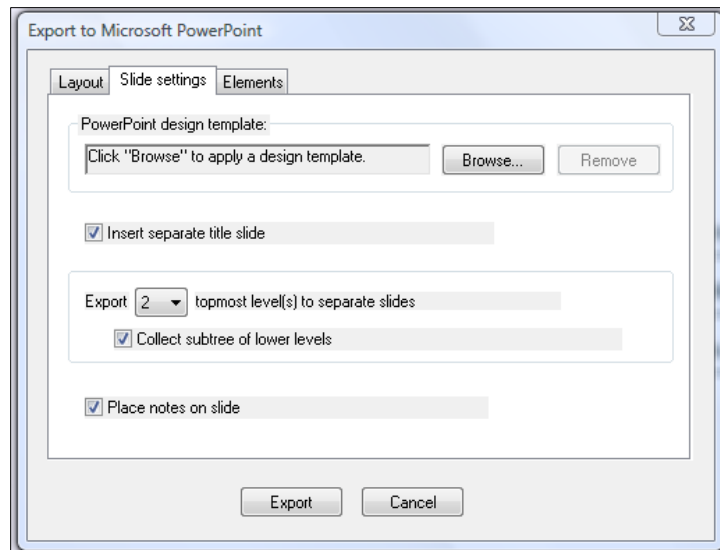 Export to Microsoft PowerPoint
Layout Slide settings Elements
PowerPoint design template:
Click "Browse" to apply a design template. Browse... Remove
Insert separate title slide
Export 2 topmost level(s) to separate slides
Collect subtree of lower levels
Place notes on slide
Export Cancel